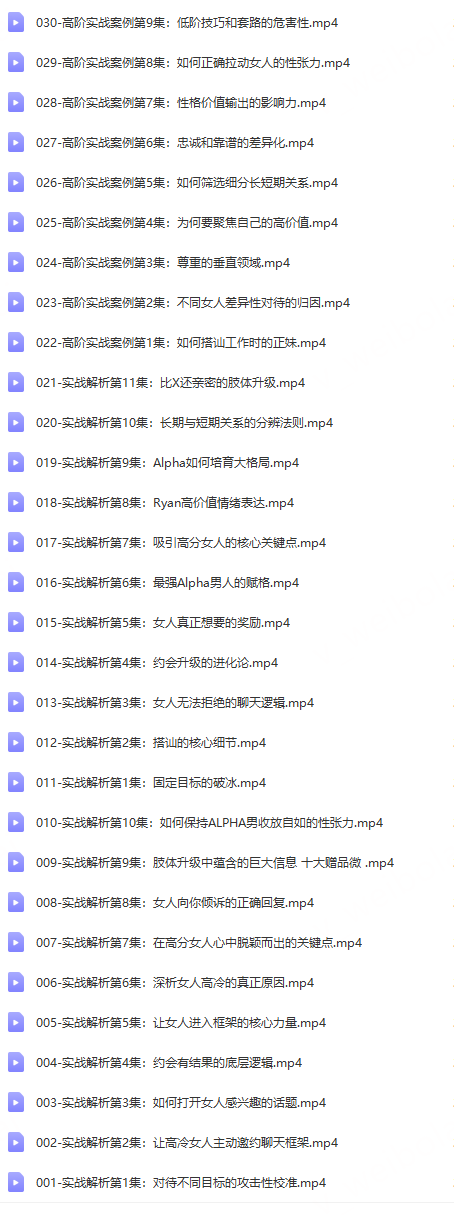 030-高阶实战案例第9集：低阶技巧和套路的危害性.mp4
029-高阶实战案例第8集：如何正确拉动女人的性张力.mp4
028-高阶实战案例第7集：性格价值输出的影响力.mp4
027-高阶实战案例第6集：忠诚和靠谱的差异化.mp4
026-高阶实战案例第5集：如何筛选细分长短期关系.mp4
025-高阶实战案例第4集：为何要聚焦自己的高价值.mp4
024-高阶实战案例第3集：尊重的垂直领域.mp4
023-高阶实战案例第2集：不同女人差异性对待的归因.mp4
022-高阶实战案例第1集：如何搭讪工作时的正妹.mp4
021-实战解析第11集：比X还亲密的肢体升级.mp4
020-实战解析第10集：长期与短期关系的分辨法则.mp4
019-实战解析第9集：Alpha如何培育大格局.mp4
018-实战解析第8集：Ryan高价值情绪表达.mp4
017-实战解析第7集：吸引高分女人的核心关键点.mp4
016-实战解析第6集：最强Alpha男人的赋格.mp4
015-实战解析第5集：女人真正想要的奖励.mp4
014-实战解析第4集：约会升级的进化论.mp4
013-实战解析第3集：女人无法拒绝的聊天逻辑.mp4
012-实战解析第2集：搭讪的核心细节.mp4
011-实战解析第1集：固定目标的破冰.mp4
010-实战解析第10集：如何保持ALPHA男收放自如的性张力.mp4
009-实战解析第9集：肢体升级中蕴含的巨大信息 十大赠品微 .mp4
008-实战解析第8集：女人向你倾诉的正确回复.mp4
007-实战解析第7集：在高分女人心中脱颖而出的关键点.mp4
006-实战解析第6集：深析女人高冷的真正原因.mp4
005-实战解析第5集：让女人进入框架的核心力量.mp4
004-实战解析第4集：约会有结果的底层逻辑.mp4
003-实战解析第3集：如何打开女人感兴趣的话题.mp4
002-实战解析第2集：让高冷女人主动邀约聊天框架.mp4
001-实战解析第1集：对待不同目标的攻击性校准.mp4